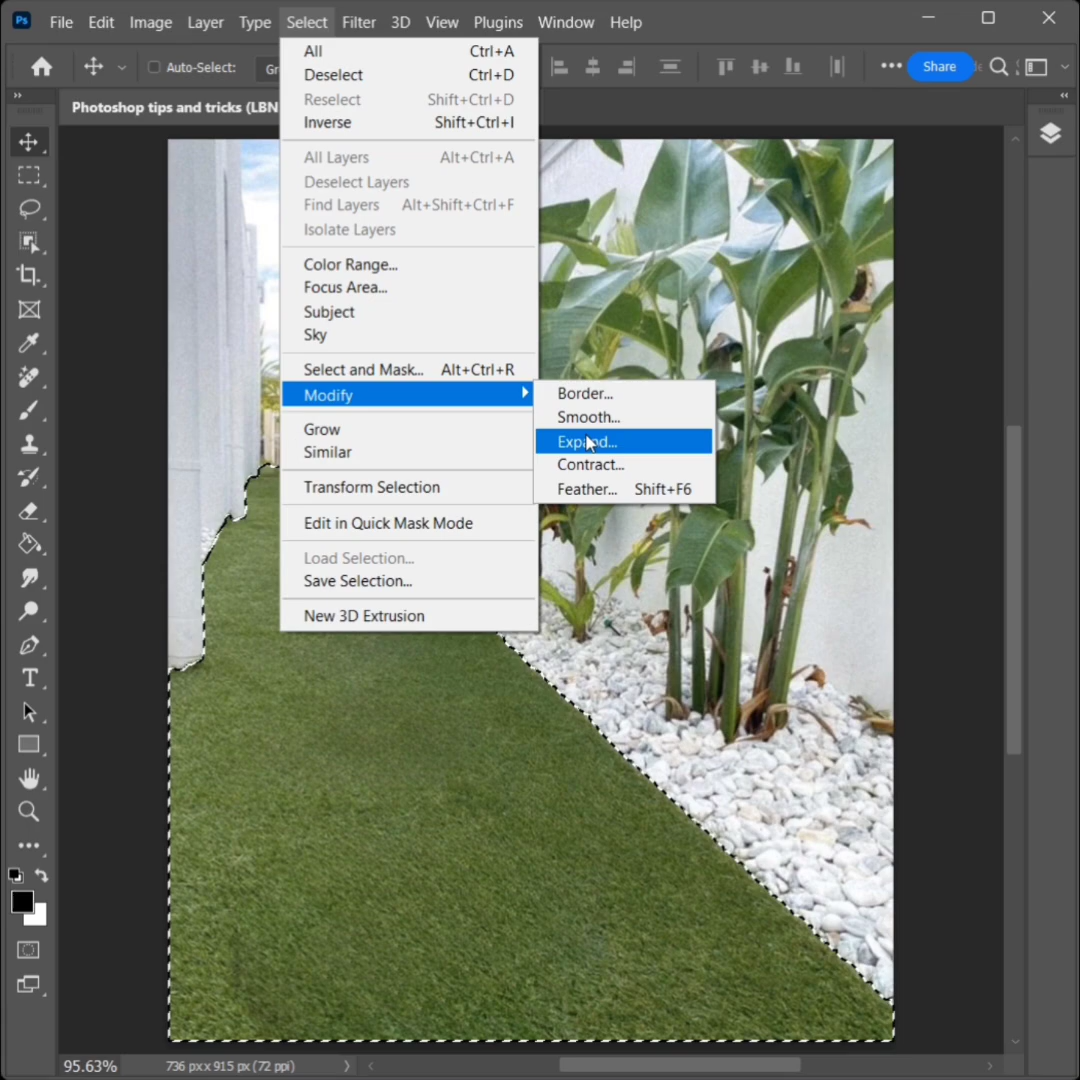 Ps File Edit Image Layer Type Select Filter 3D View Plugins Window Help
Auto-Select: Share
Photoshop tips and tricks (LBN
All Ctrl+A
Deselect Ctrl+D
Reselect Shift+Ctrl+D
Inverse Shift+Ctrl+I
All Layers Alt+Ctrl+A
Deselect Layers
Find Layers Alt+Shift+Ctrl+F
Isolate Layers
Color Range...
Focus Area...
Subject
Sky
Select and Mask... Alt+Ctrl+R
Modify
Grow
Similar
Transform Selection
Edit in Quick Mask Mode
Load Selection...
Save Selection...
New 3D Extrusion
Border...
Smooth...
Expand...
Contract...
Feather... Shift+F6
95.63% 736 px x 915 px (72 ppi)